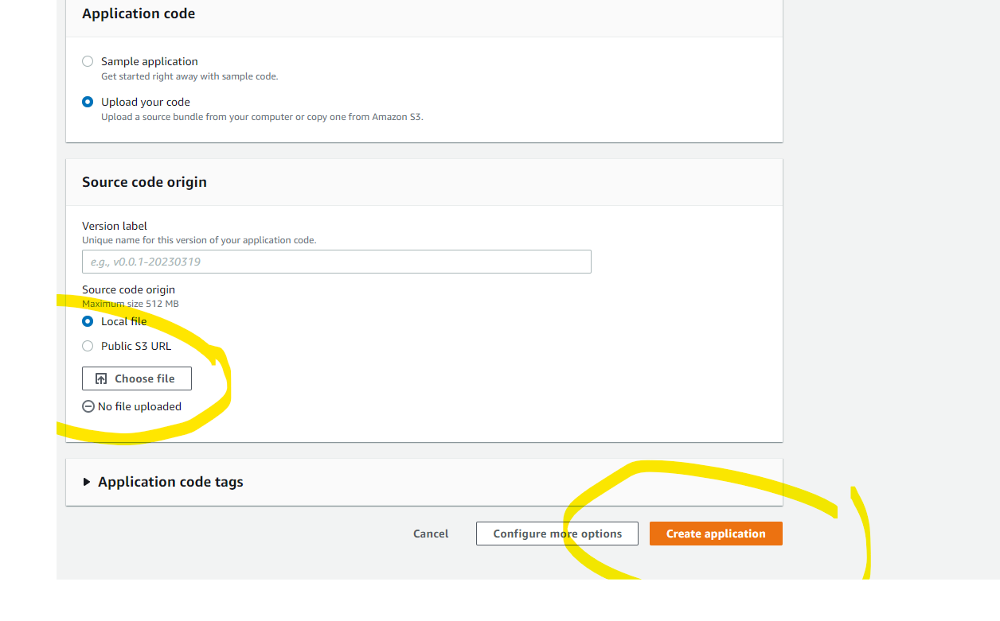 Application code
Sample application
Get started right away with sample code.
Upload your code
Upload a source bundle from your computer or copy one from Amazon S3.
Source code origin
Version label
Unique name for this version of your application code.
e.g., v0.0.1-20230319
Source code origin
Maximum size 512 MB
Local file
Public S3 URL
Choose file
No file uploaded
Application code tags
Cancel
Configure more options
Create application